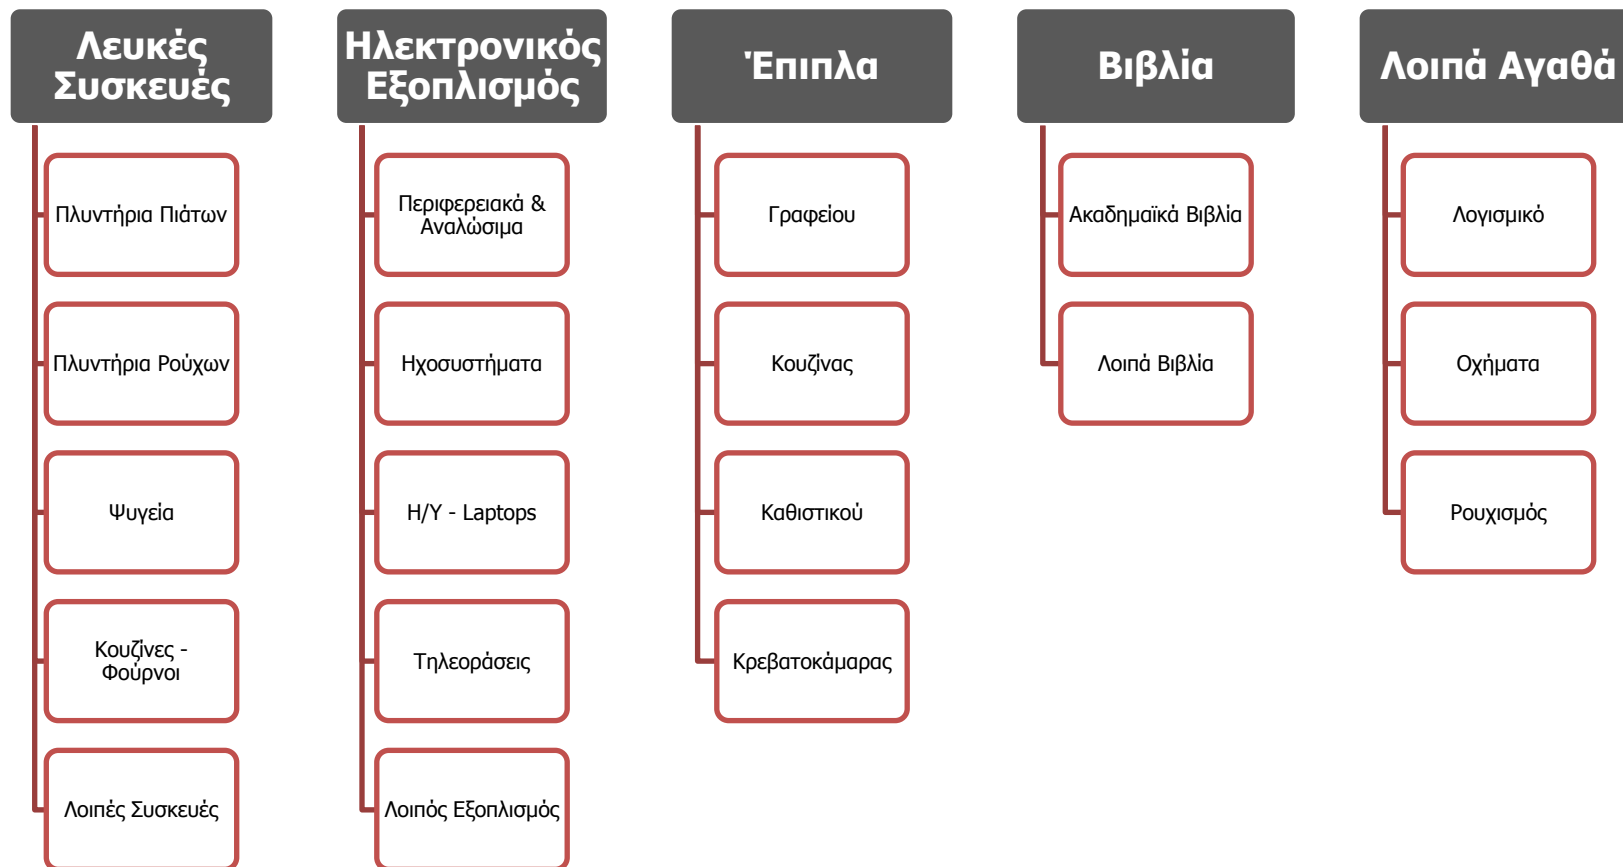 Λευκές
Συσκευές
Πλυντήρια Πιάτων
Πλυντήρια Ρούχων
Ψυγεία
Κουζίνες -
Φούρνοι
Λοιπές Συσκευές
Ηλεκτρονικός
Εξοπλισμός
Περιφερειακά &
Αναλώσιμα
Ηχοσυστήματα
Η/Υ - Laptops
Τηλεοράσεις
Λοιπός Εξοπλισμός
Έπιπλα
Γραφείου
Κουζίνας
Καθιστικού
Κρεβατοκάμαρας
Βιβλία
Ακαδημαϊκά Βιβλία
Λοιπά Βιβλία
Λοιπά Αγαθά
Λογισμικό
Οχήματα
Ρουχισμός